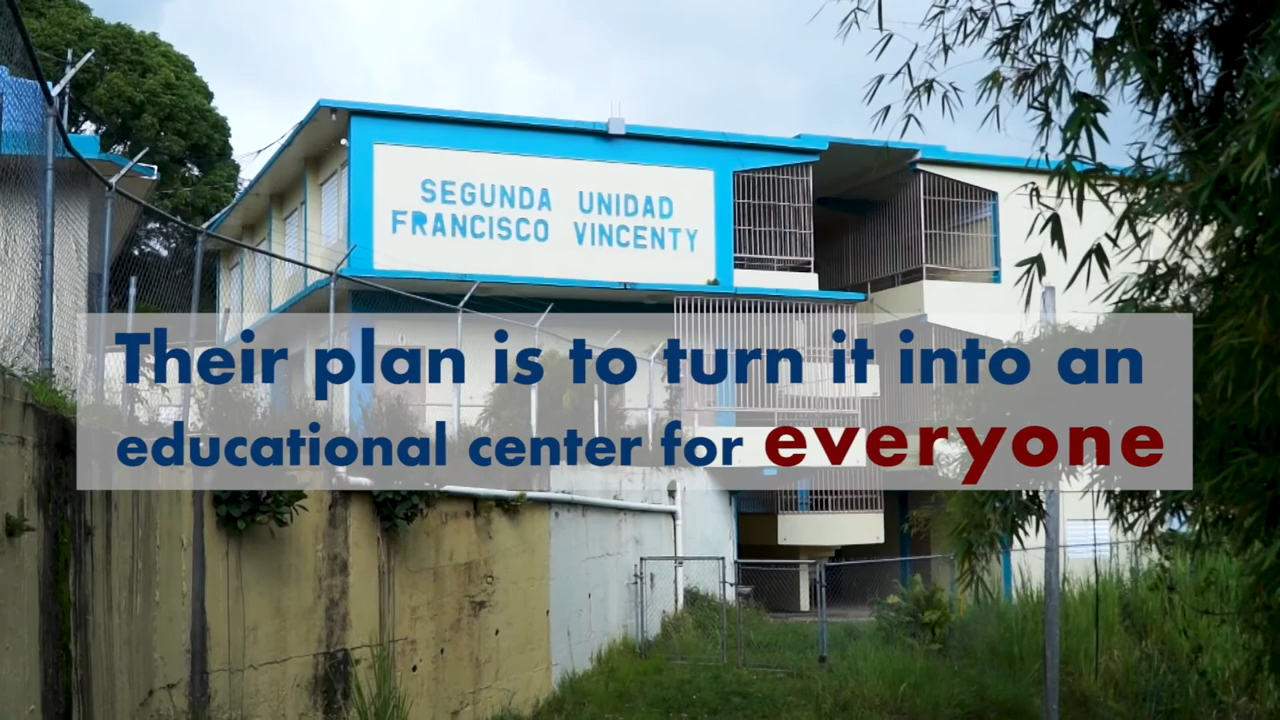 SEGUNDA UNIDAD
FRANCISCO VINCENTY
Their plan is to turn it into an
educational center for everyone